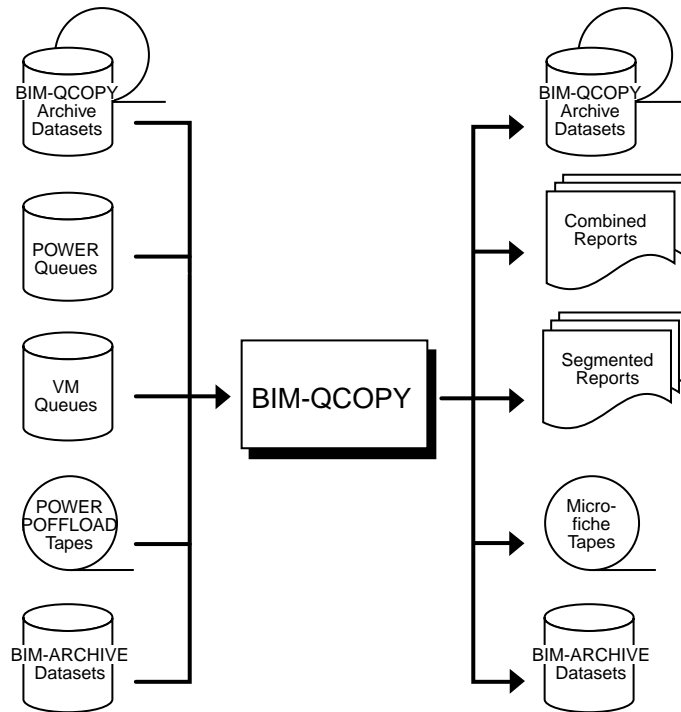 BIM-QCOPY
Archive
Datasets
POWER
Queues
VM
Queues
POWER
POFFLOAD
Tapes
BIM-ARCHIVE
Datasets
BIM-QCOPY
BIM-QCOPY
Archive
Datasets
Combined
Reports
Segmented
Reports
Micro-
fiche
Tapes
BIM-ARCHIVE
Datasets